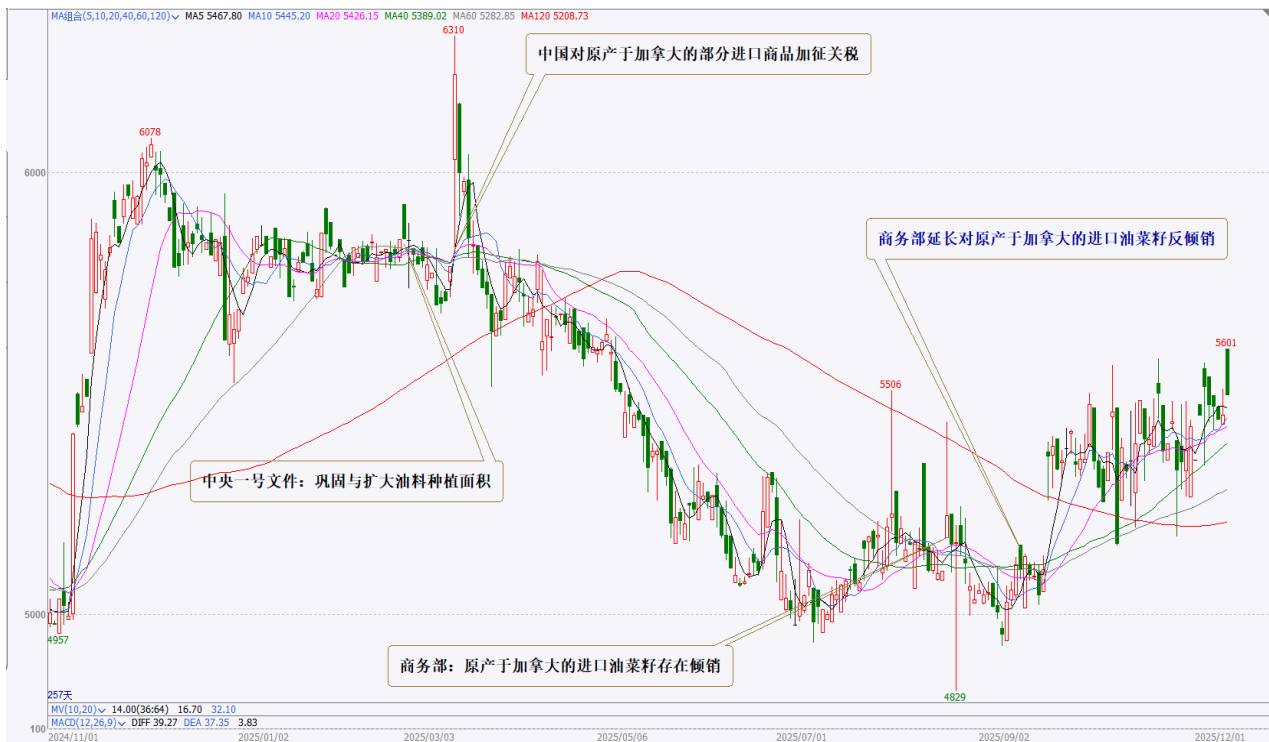 MA组合(5,10,20,40,60,120) MA5 5467.80 MA10 5445.20 MA20 5426.15 MA40 5389.02 MA60 5282.85 MA120 5208.73
6310
中国对原产于加拿大的部分进口商品加征关税
6078
6000
商务部延长对原产于加拿大的进口油菜籽反倾销
5601
5506
中央一号文件：巩固与扩大油料种植面积
5000
4957
商务部：原产于加拿大的进口油菜籽存在倾销
4829
257天
MV(10,20) 14.00(36:64) 16.70 32.10
MACD(12,26,9) DIFF 39.27 DEA 37.35 3.83
100
2024/11/01 2025/01/02 2025/03/03 2025/05/06 2025/07/01 2025/09/02 2025/12/01